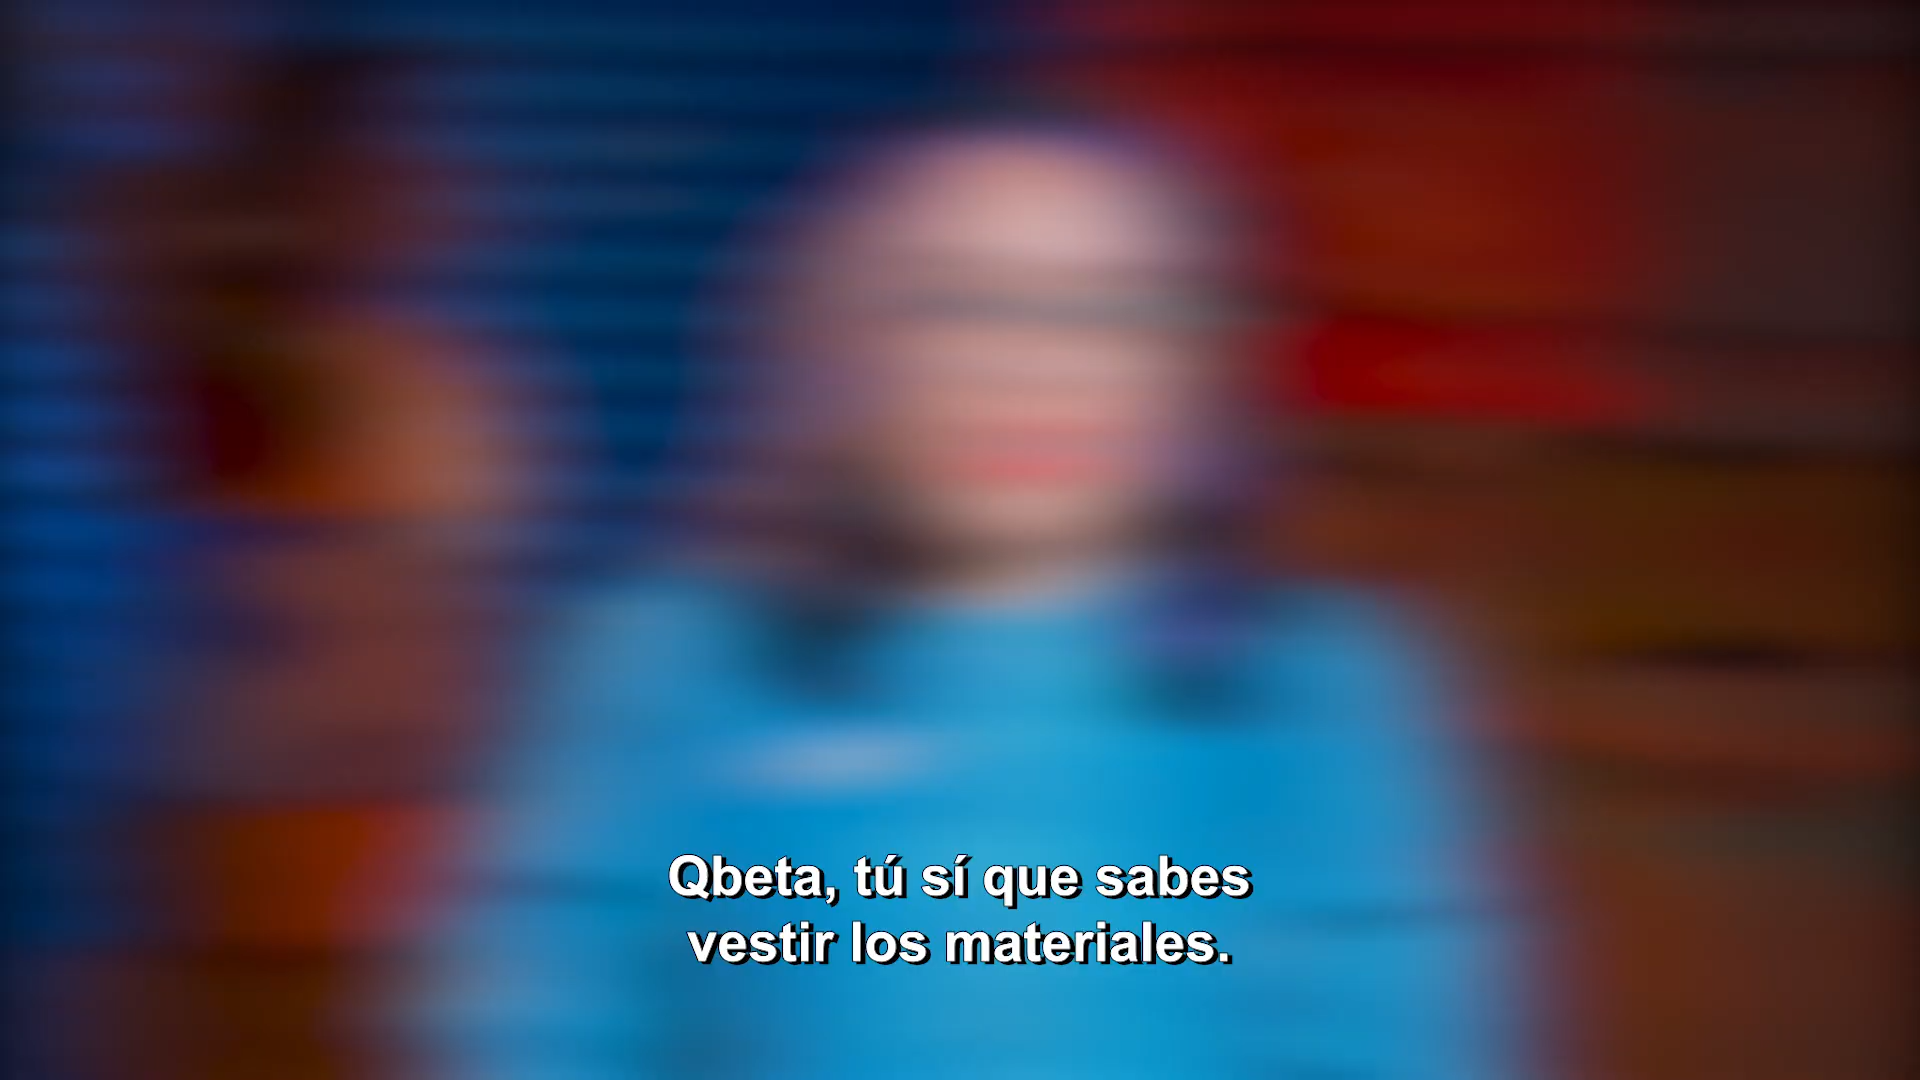 Qbeta, tú sí que sabes
vestir los materiales.